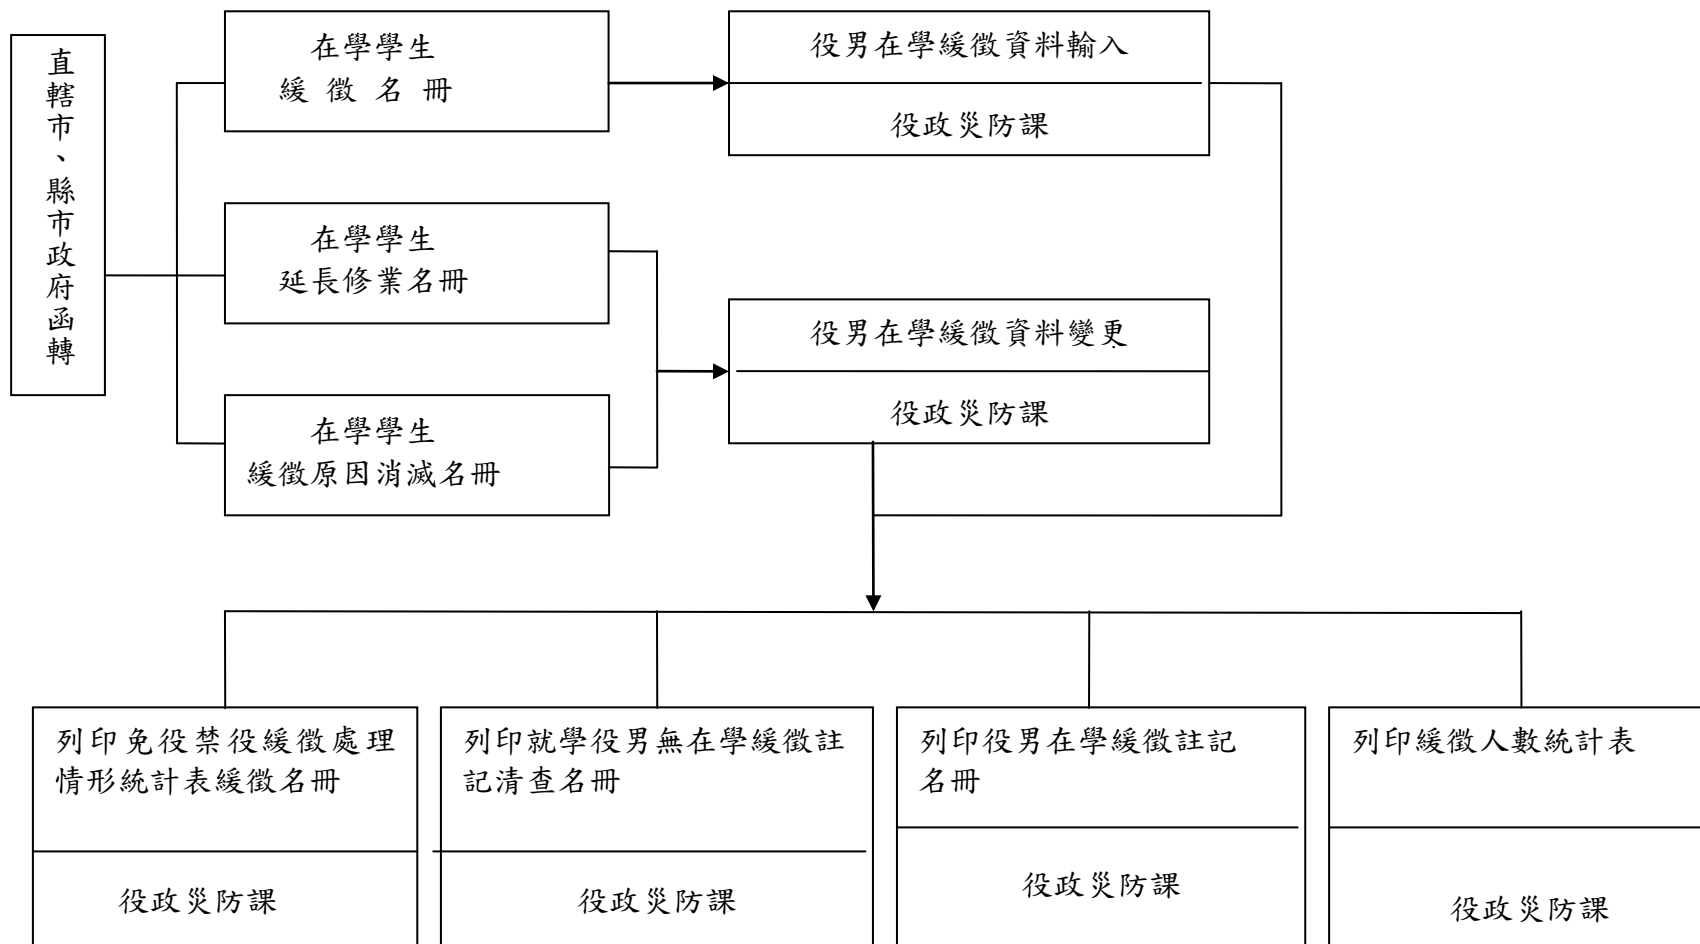 直轄市、縣市政府函轉
在學學生
緩徵名冊
役男在學緩徵資料輸入
役政災防課
在學學生
延長修業名冊
役男在學緩徵資料變更
役政災防課
在學學生
緩徵原因消滅名冊
列印免役禁役緩徵處理
情形統計表緩徵名冊
役政災防課
列印就學役男無在學緩徵註
記清查名冊
役政災防課
列印役男在學緩徵註記
名冊
役政災防課
列印緩徵人數統計表
役政災防課